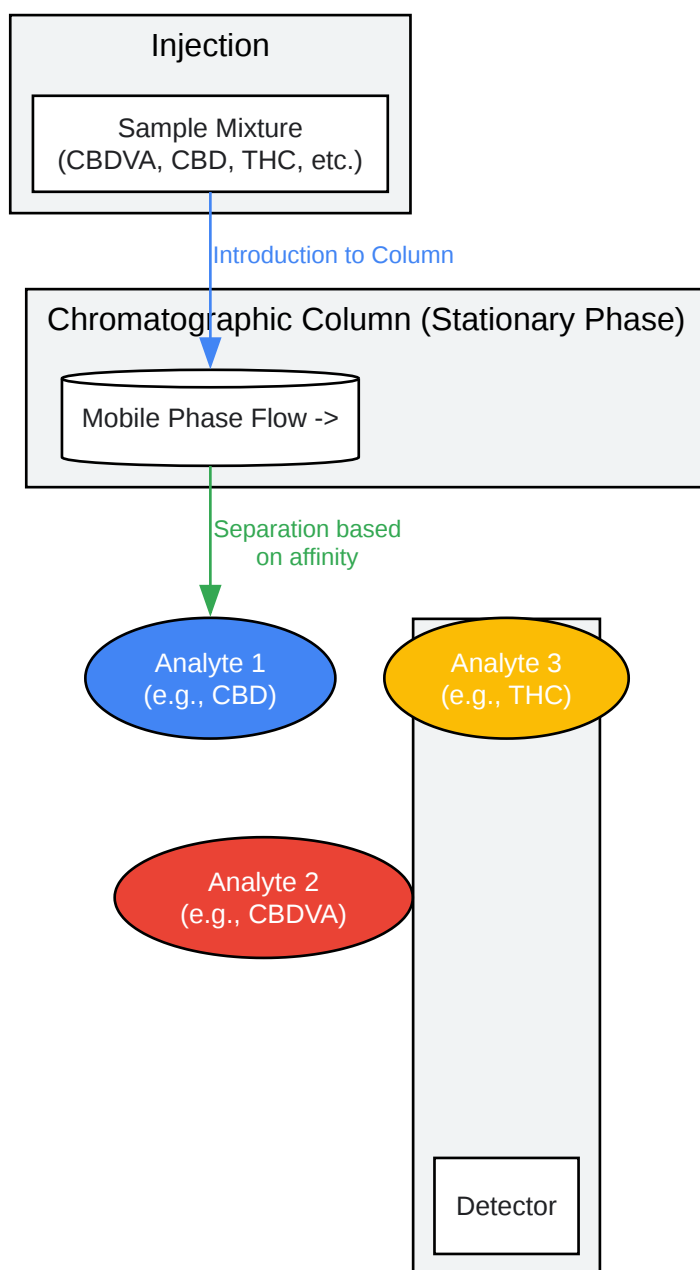 Injection
Sample Mixture
(CBDVA, CBD, THC, etc.)
Introduction to Column
Chromatographic Column (Stationary Phase)
Mobile Phase Flow ->
Separation based
on affinity
Analyte 1
(e.g., CBD)
Analyte 3
(e.g., THC)
Analyte 2
(e.g., CBDVA)
Detector